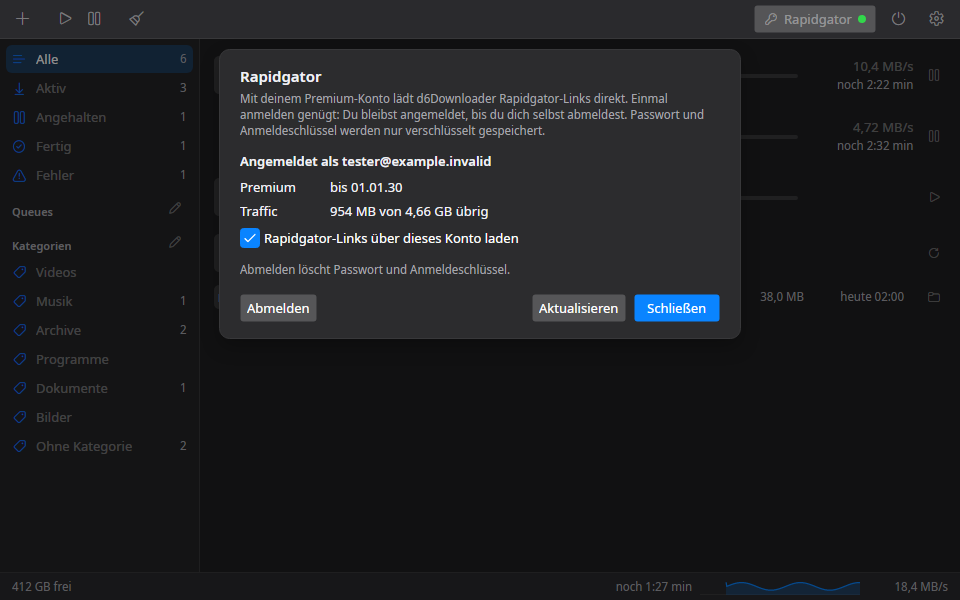 Rapidgator
Alle 6
Aktiv 3
Angehalten 1
Fertig 1
Fehler 1
Queues
Kategorien
Videos
Musik 1
Archive 2
Programme
Dokumente 1
Bilder
Ohne Kategorie 2
Rapidgator
Mit deinem Premium-Konto lädt d6Downloader Rapidgator-Links direkt. Einmal
anmelden genügt: Du bleibst angemeldet, bis du dich selbst abmeldest. Passwort und
Anmeldeschlüssel werden nur verschlüsselt gespeichert.
Angemeldet als tester@example.invalid
Premium bis 01.01.30
Traffic 954 MB von 4,66 GB übrig
Rapidgator-Links über dieses Konto laden
Abmelden löscht Passwort und Anmeldeschlüssel.
Abmelden Aktualisieren Schließen
10,4 MB/s
noch 2:22 min
4,72 MB/s
noch 2:32 min
38,0 MB heute 02:00
412 GB frei noch 1:27 min 18,4 MB/s